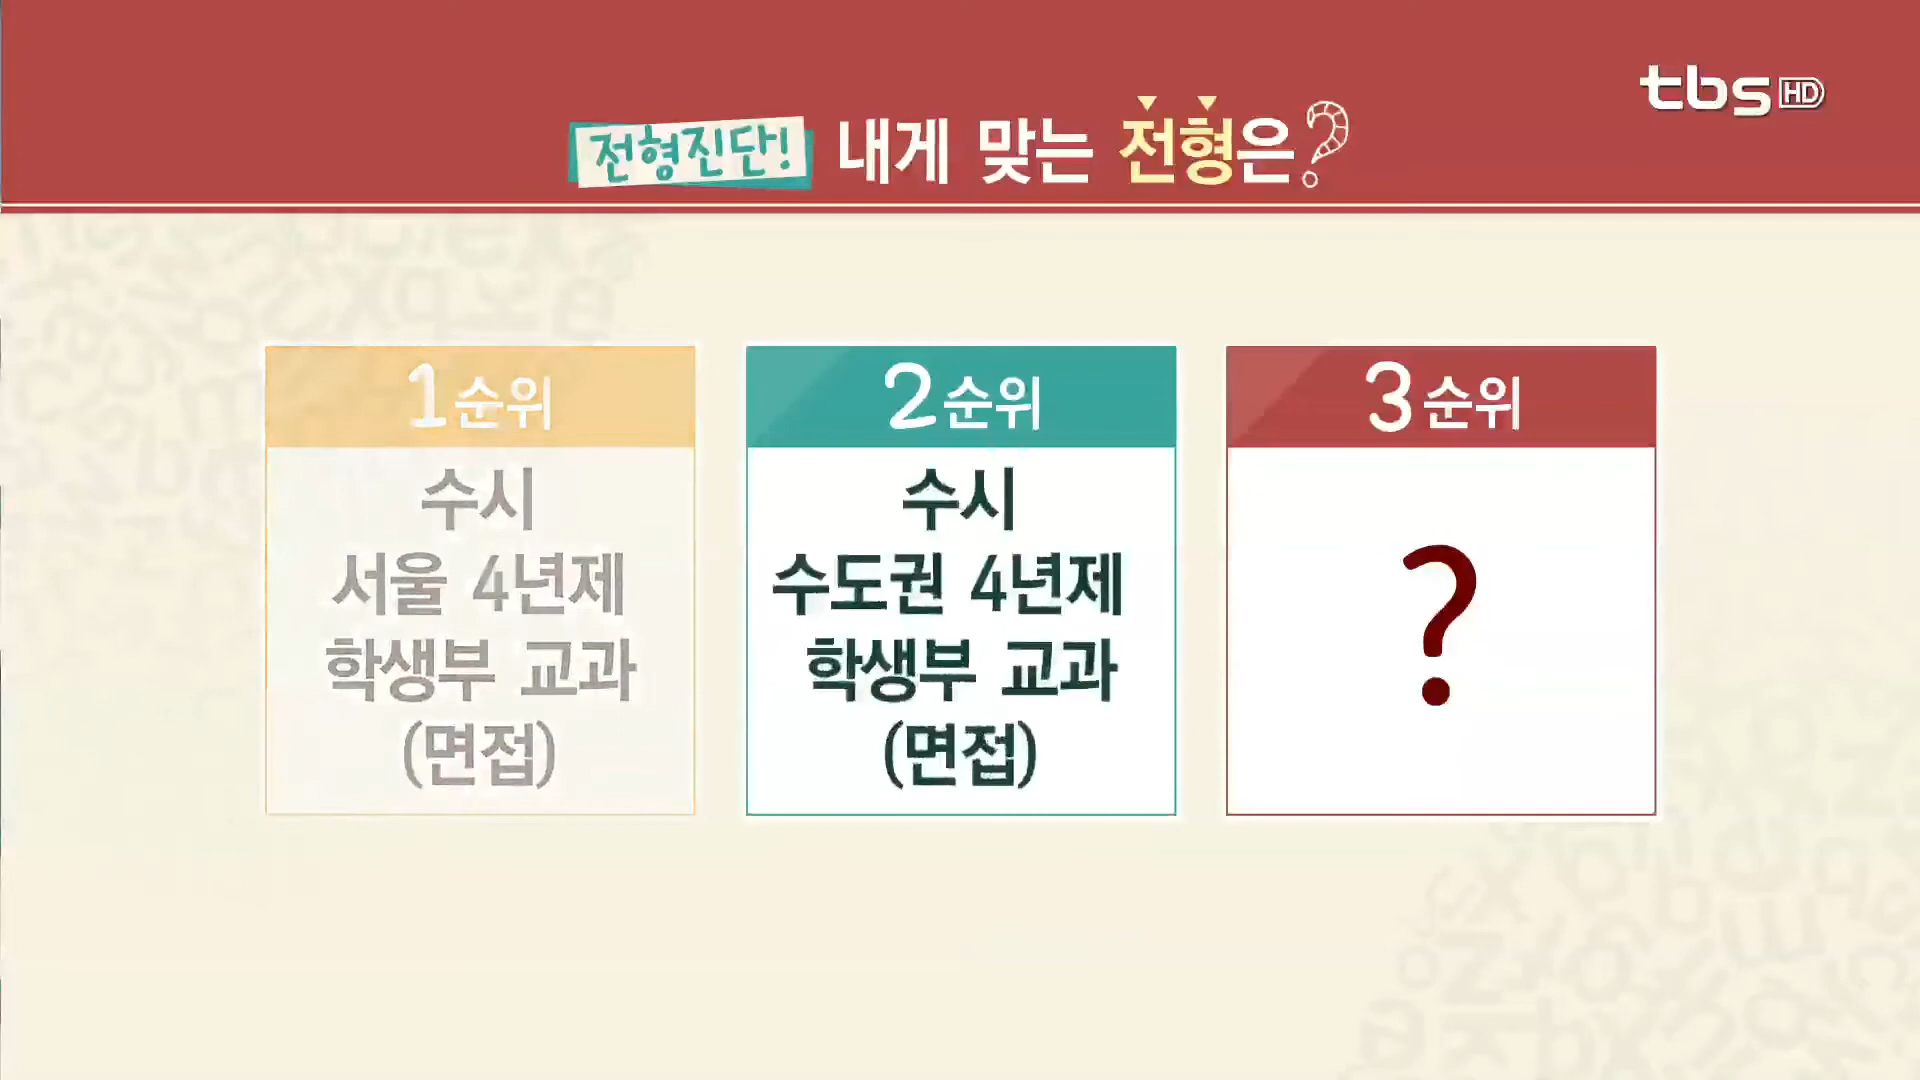 tbs HD
전형진단! 내게 맞는 전형은?
1순위
수시
서울 4년제
학생부 교과
(면접)
2순위
수시
수도권 4년제
학생부 교과
(면접)
3순위
?